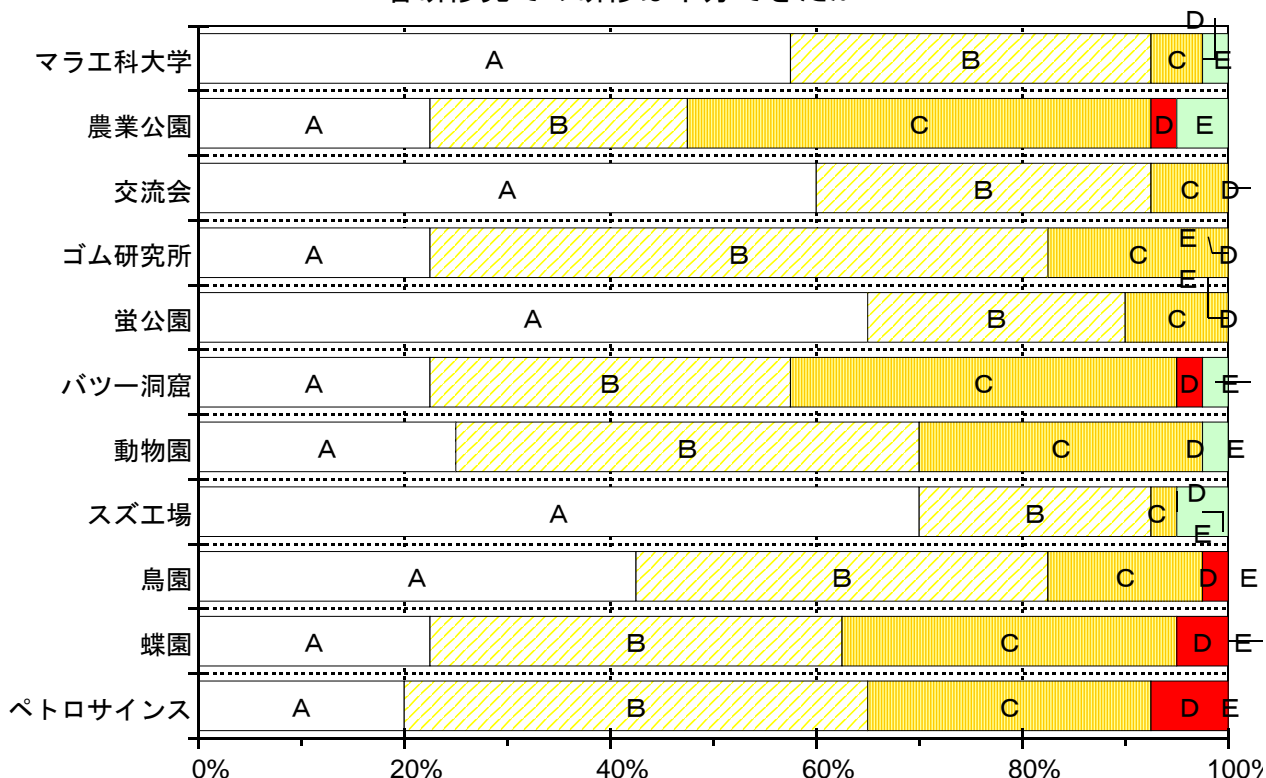 マラ工科大学 A B C D E
農業公園 A B C D E
交流会 A B C D
ゴム研究所 A B C E D
蛍公園 A B C E D
バツー洞窟 A B C D E
動物園 A B C D E
スズ工場 A B C D E
鳥園 A B C D E
蝶園 A B C D E
ペトロサインス A B C D E
0% 20% 40% 60% 80% 100%